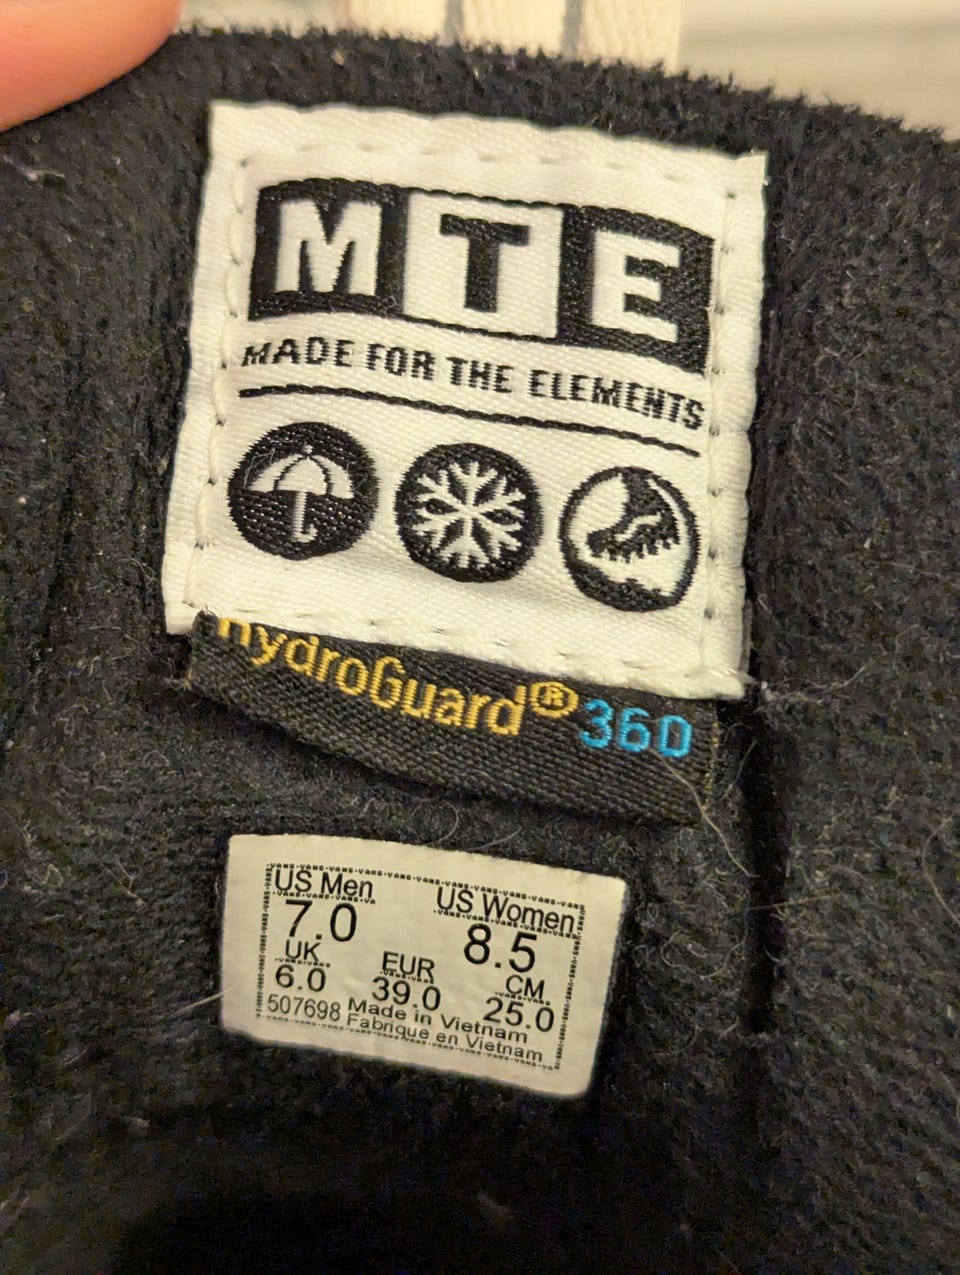 MTE
MADE FOR THE ELEMENTS
hydroGuard® 360
US Men US Women
7.0 8.5
UK EUR CM
6.0 39.0 25.0
507698 Made in Vietnam
Fabrique en Vietnam